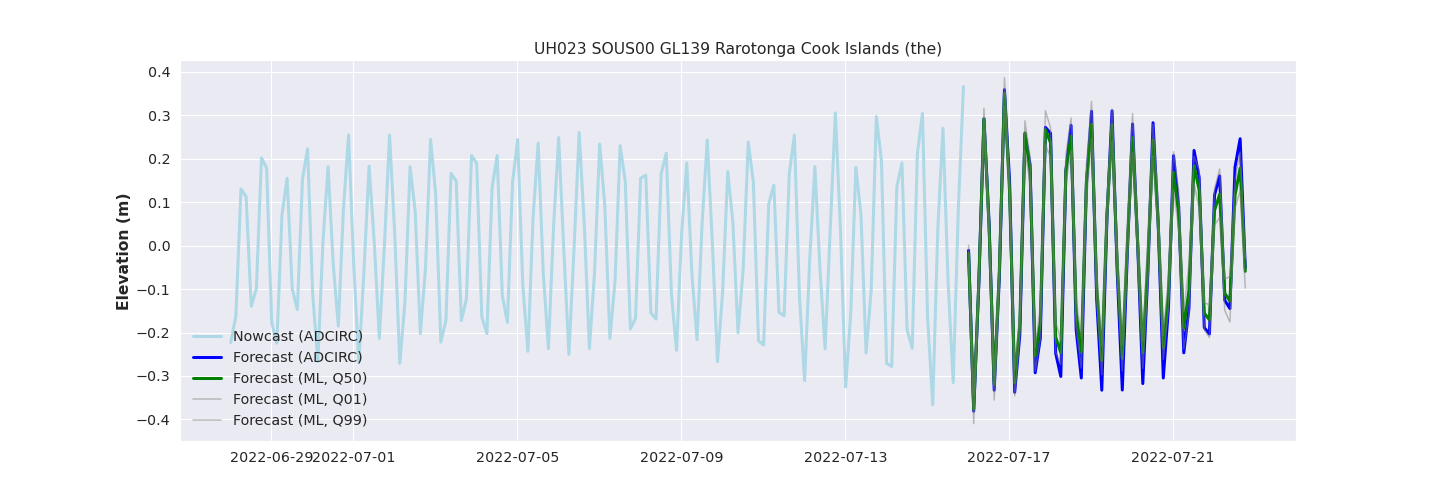 UH023 SOUS00 GL139 Rarotonga Cook Islands (the)
Elevation (m)
0.4
0.3
0.2
0.1
0.0
−0.1
−0.2
−0.3
−0.4
Nowcast (ADCIRC)
Forecast (ADCIRC)
Forecast (ML, Q50)
Forecast (ML, Q01)
Forecast (ML, Q99)
2022-06-29 2022-07-01 2022-07-05 2022-07-09 2022-07-13 2022-07-17 2022-07-21